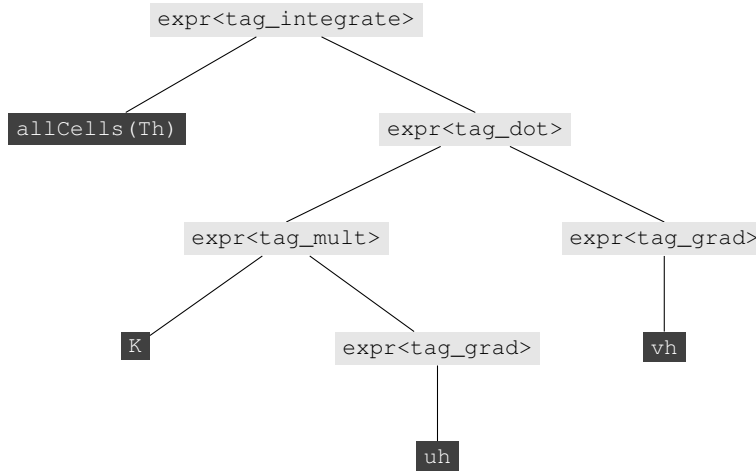 expr<tag_integrate>
allCells(Th)
expr<tag_dot>
expr<tag_mult>
expr<tag_grad>
K
expr<tag_grad>
vh
uh